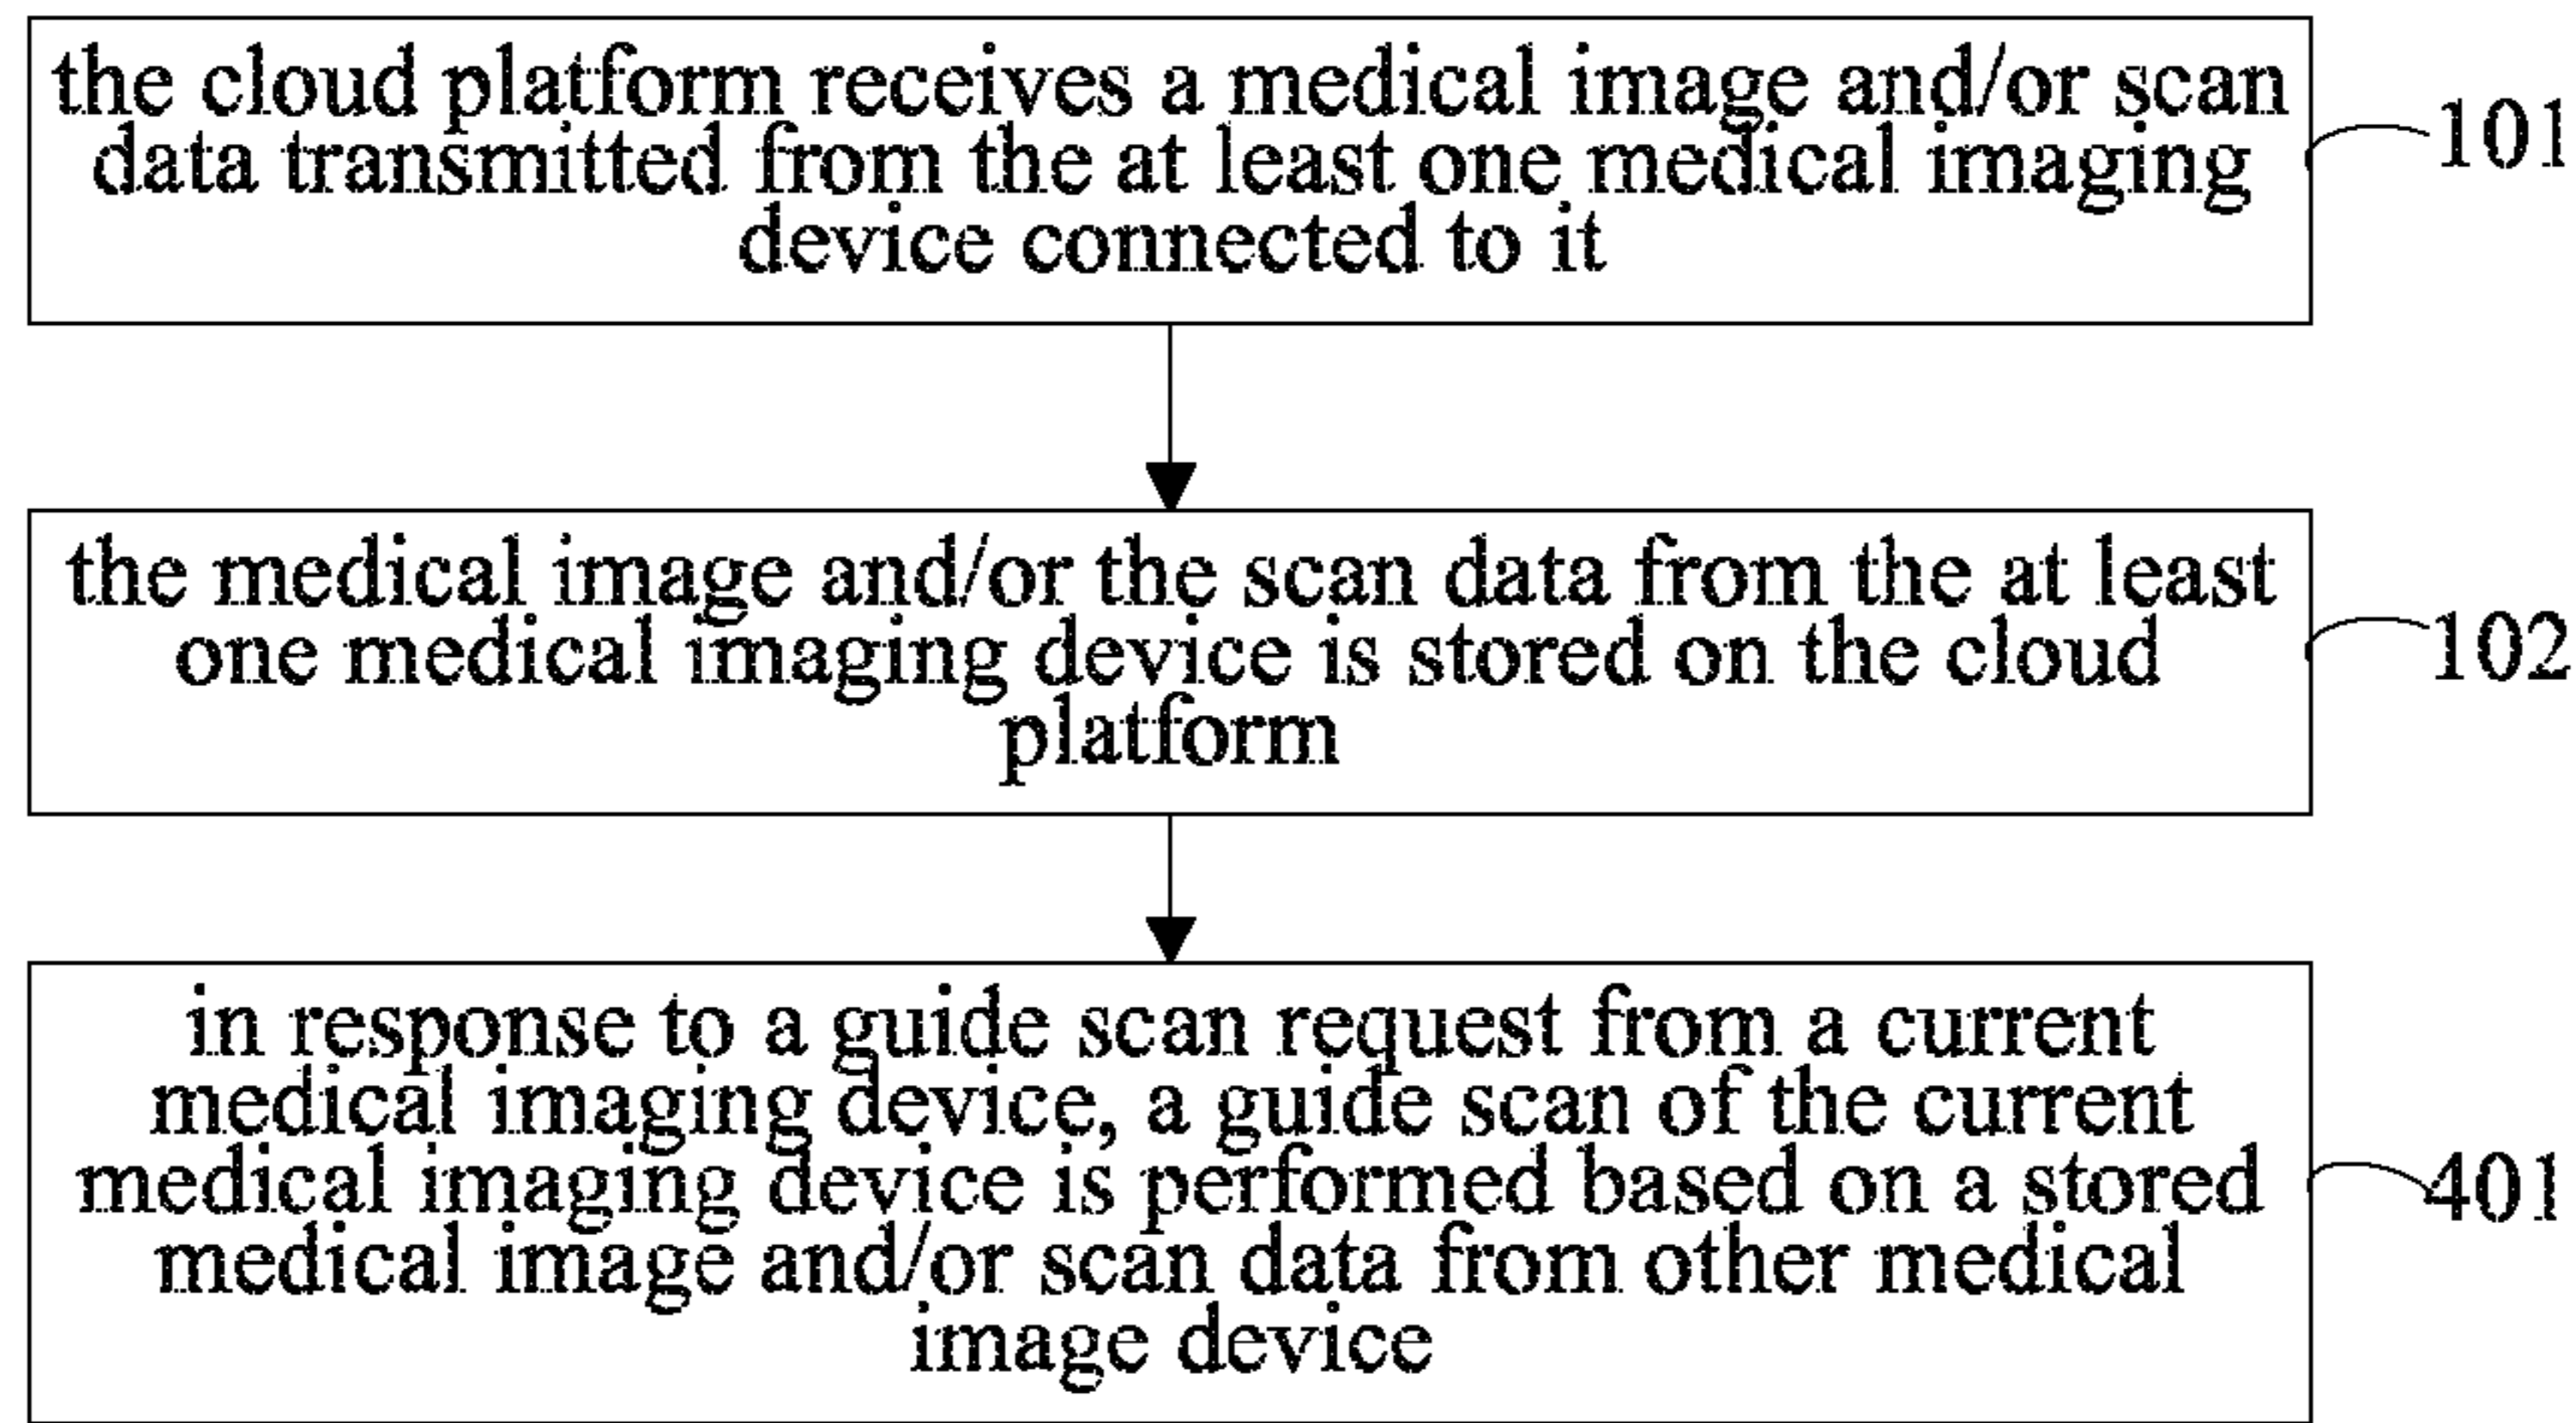 the cloud platform receives a medical image and/or scan
data transmitted from the at least one medical imaging
device connected to it
101
the medical image and/or the scan data from the at least
one medical imaging device is stored on the cloud
platform
102
in response to a guide scan request from a current
medical imaging device, a guide scan of the current
medical imaging device is performed based on a stored
medical image and/or scan data from other medical
image device
401